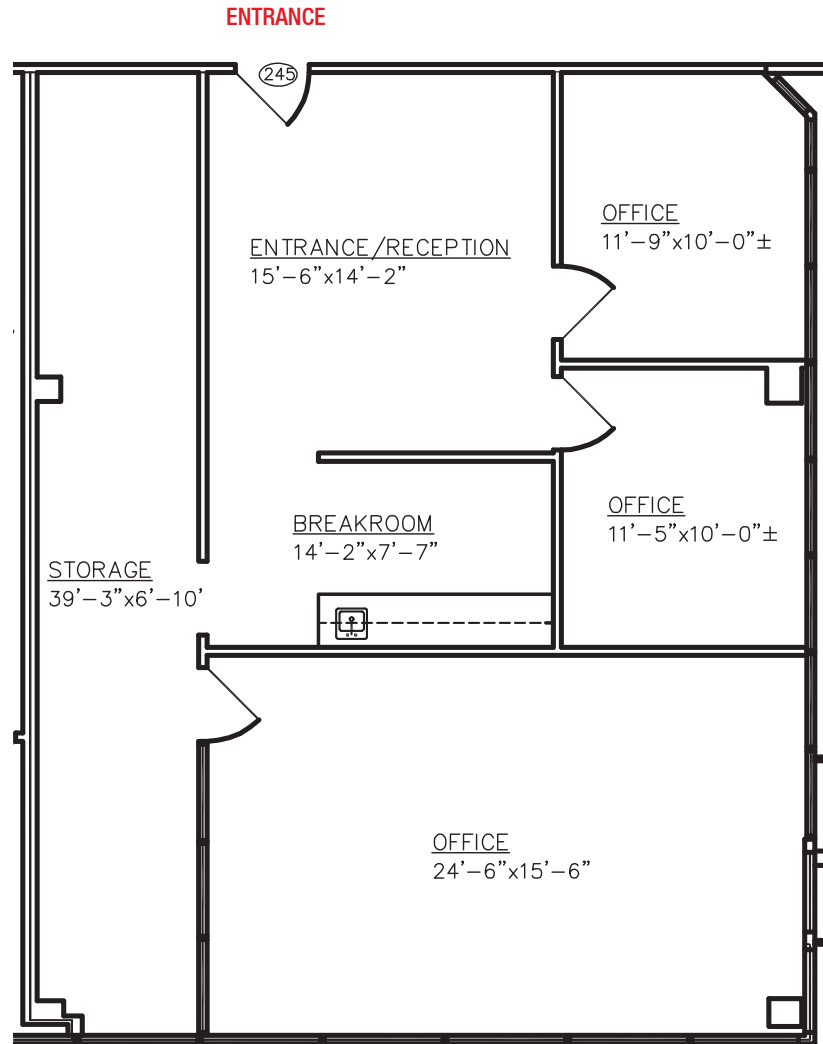 ENTRANCE
245
OFFICE
11’-9”x10’-0”±
ENTRANCE/RECEPTION
15’-6”x14’-2”
OFFICE
11’-5”x10’-0”±
BREAKROOM
14’-2”x7’-7”
STORAGE
39’-3”x6’-10’
OFFICE
24’-6”x15’-6”